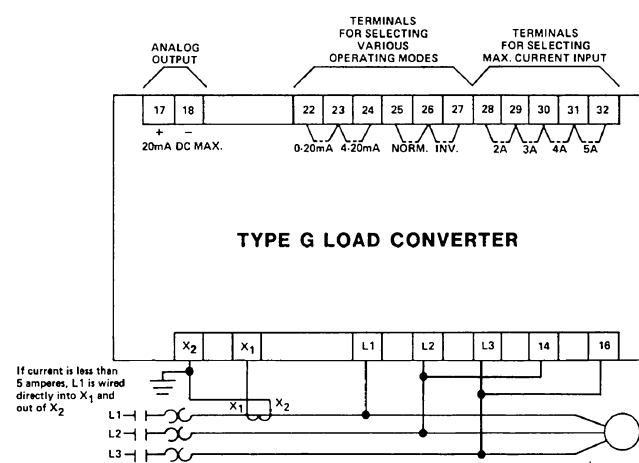 TERMINALS
FOR SELECTING
VARIOUS
OPERATING MODES
TERMINALS
FOR SELECTING
MAX. CURRENT INPUT
ANALOG
OUTPUT
17 18 22 23 24 25 26 27 28 29 30 31 32
+ −
20mA DC MAX. 0-20mA 4-20mA NORM. INV. 2A 3A 4A 5A
TYPE G LOAD CONVERTER
X2 X1 L1 L2 L3 14 16
If current is less than
5 amperes, L1 is wired
directly into X1 and
out of X2
X1 X2
L1
L2
L3